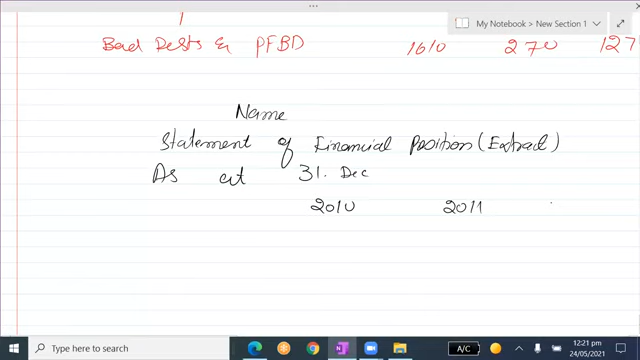 My Notebook > New Section 1
Bad Debts & PFBD 1610 270 127
Name
Statement of Financial Position (Extract)
As at 31. Dec
2010 2011
Type here to search
A/C
12:21 pm
24/05/2021